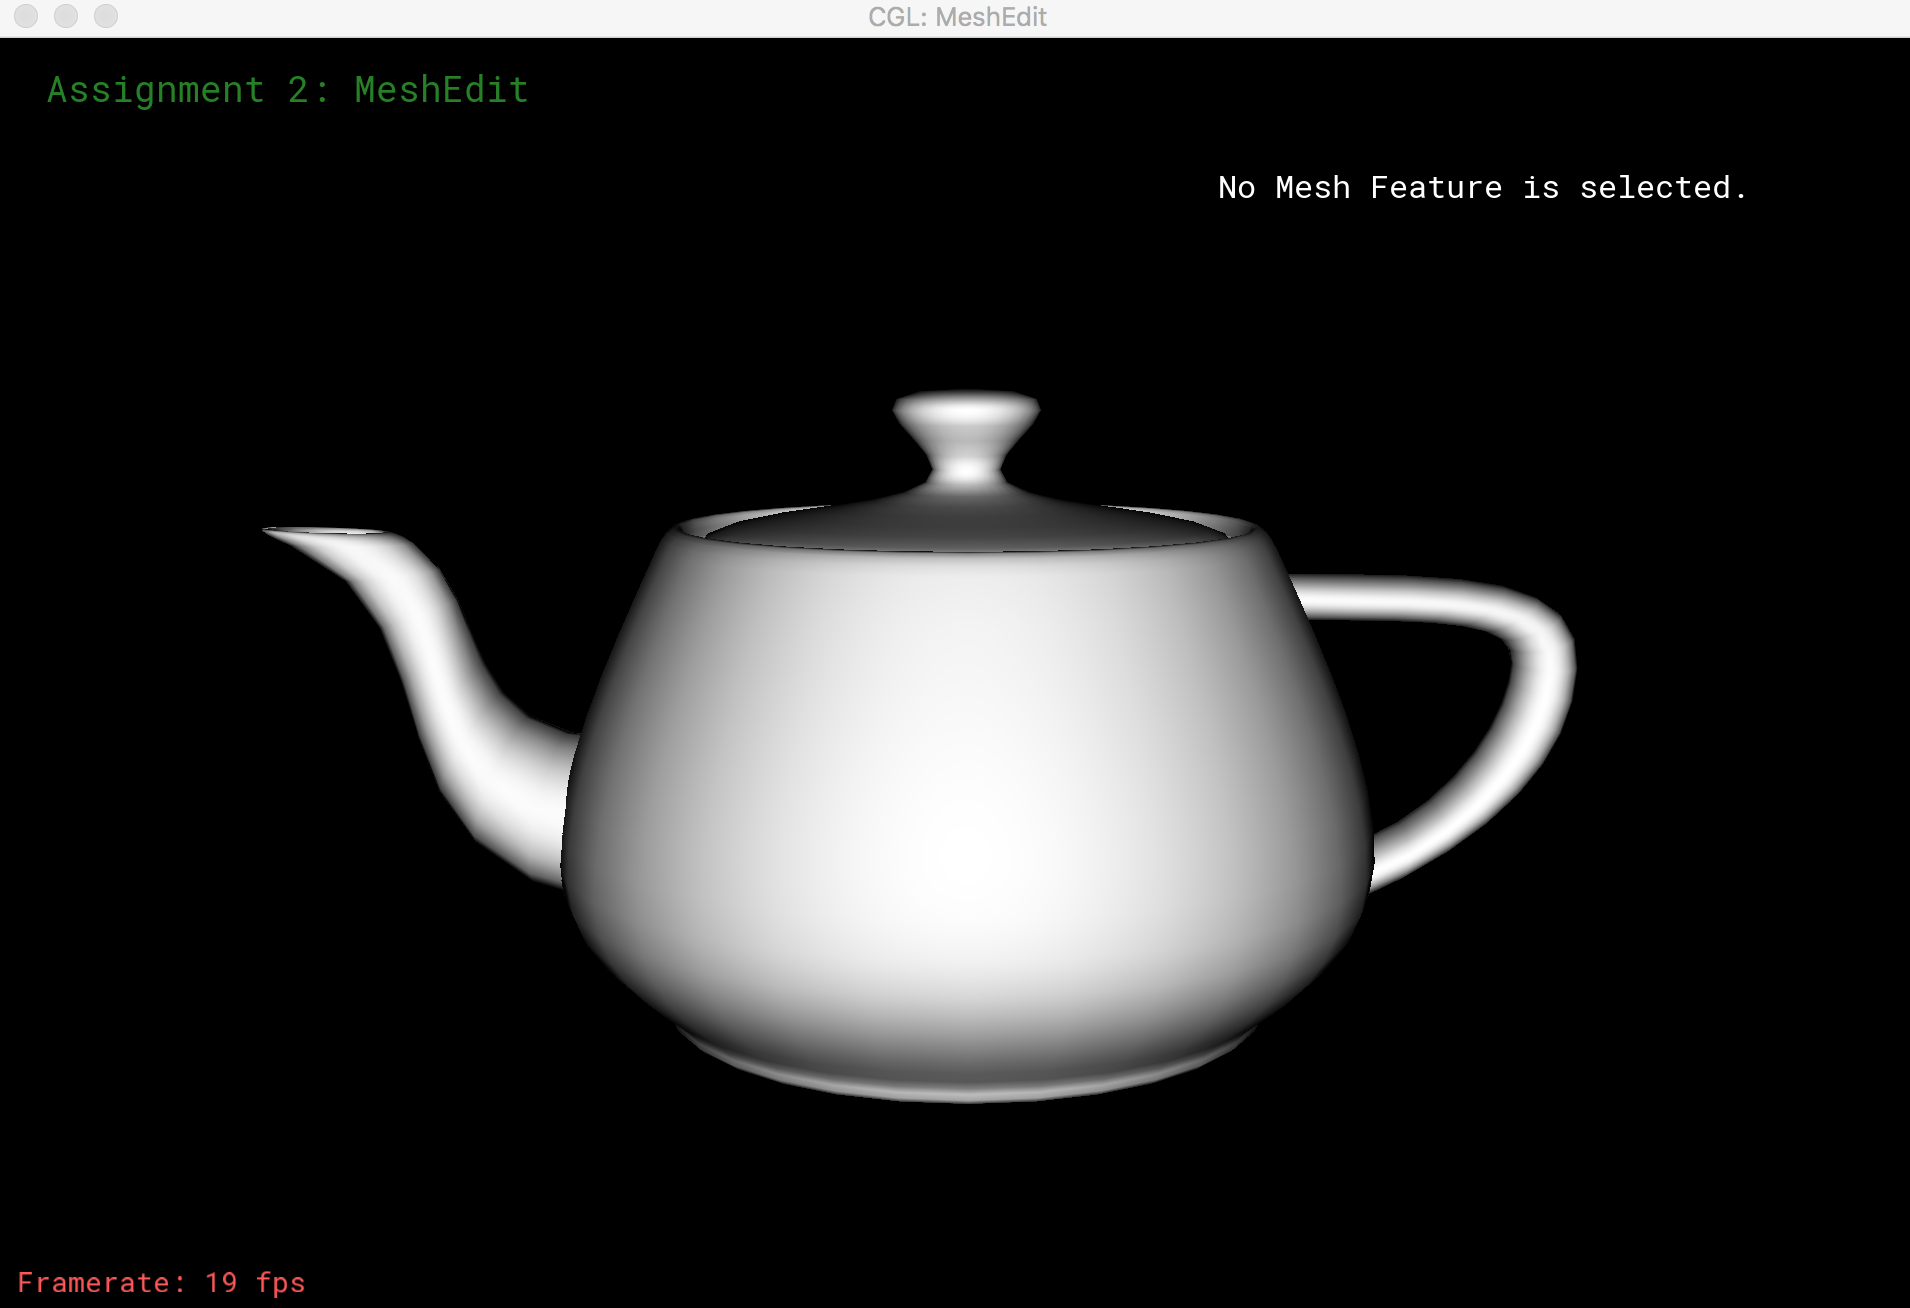 CGL: MeshEdit
Assignment 2: MeshEdit
No Mesh Feature is selected.
Framerate: 19 fps